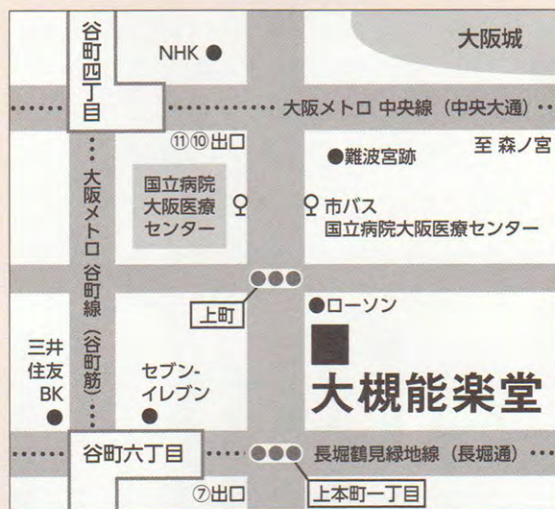 谷町四丁目
NHK
大阪城
大阪メトロ 中央線（中央大通）
⑪⑩出口
難波宮跡
至 森ノ宮
国立病院
大阪医療
センター
市バス
国立病院大阪医療センター
大阪メトロ 谷町線（谷町筋）
上町
ローソン
三井
住友
BK
セブン-
イレブン
大槻能楽堂
谷町六丁目
長堀鶴見緑地線（長堀通）
⑦出口
上本町一丁目